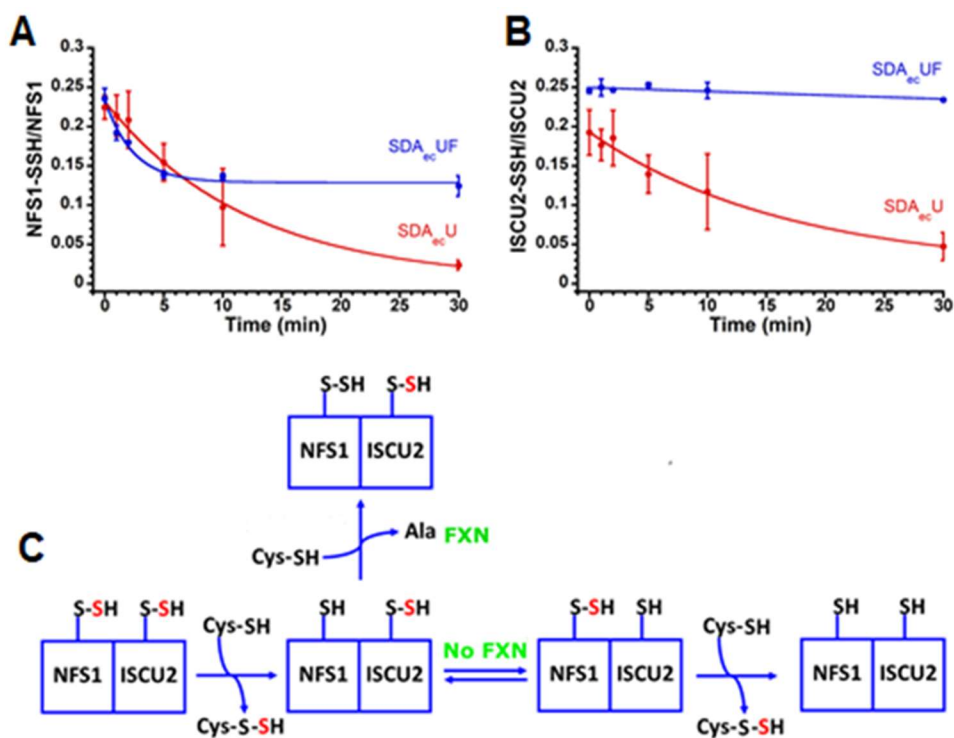 A
B
0.3
0.25
0.2
0.15
0.1
0.05
0
NFS1-SSH/NFS1
SDAecUF
SDAecU
0 5 10 15 20 25 30
Time (min)
0.3
0.25
0.2
0.15
0.1
0.05
0
ISCU2-SSH/ISCU2
SDAecUF
SDAecU
0 5 10 15 20 25 30
Time (min)
S-SH S-SH
NFS1 ISCU2
C
Cys-SH Ala FXN
S-SH S-SH
NFS1 ISCU2
Cys-SH
Cys-S-SH
SH S-SH
NFS1 ISCU2
No FXN
S-SH SH
NFS1 ISCU2
Cys-SH
Cys-S-SH
SH SH
NFS1 ISCU2